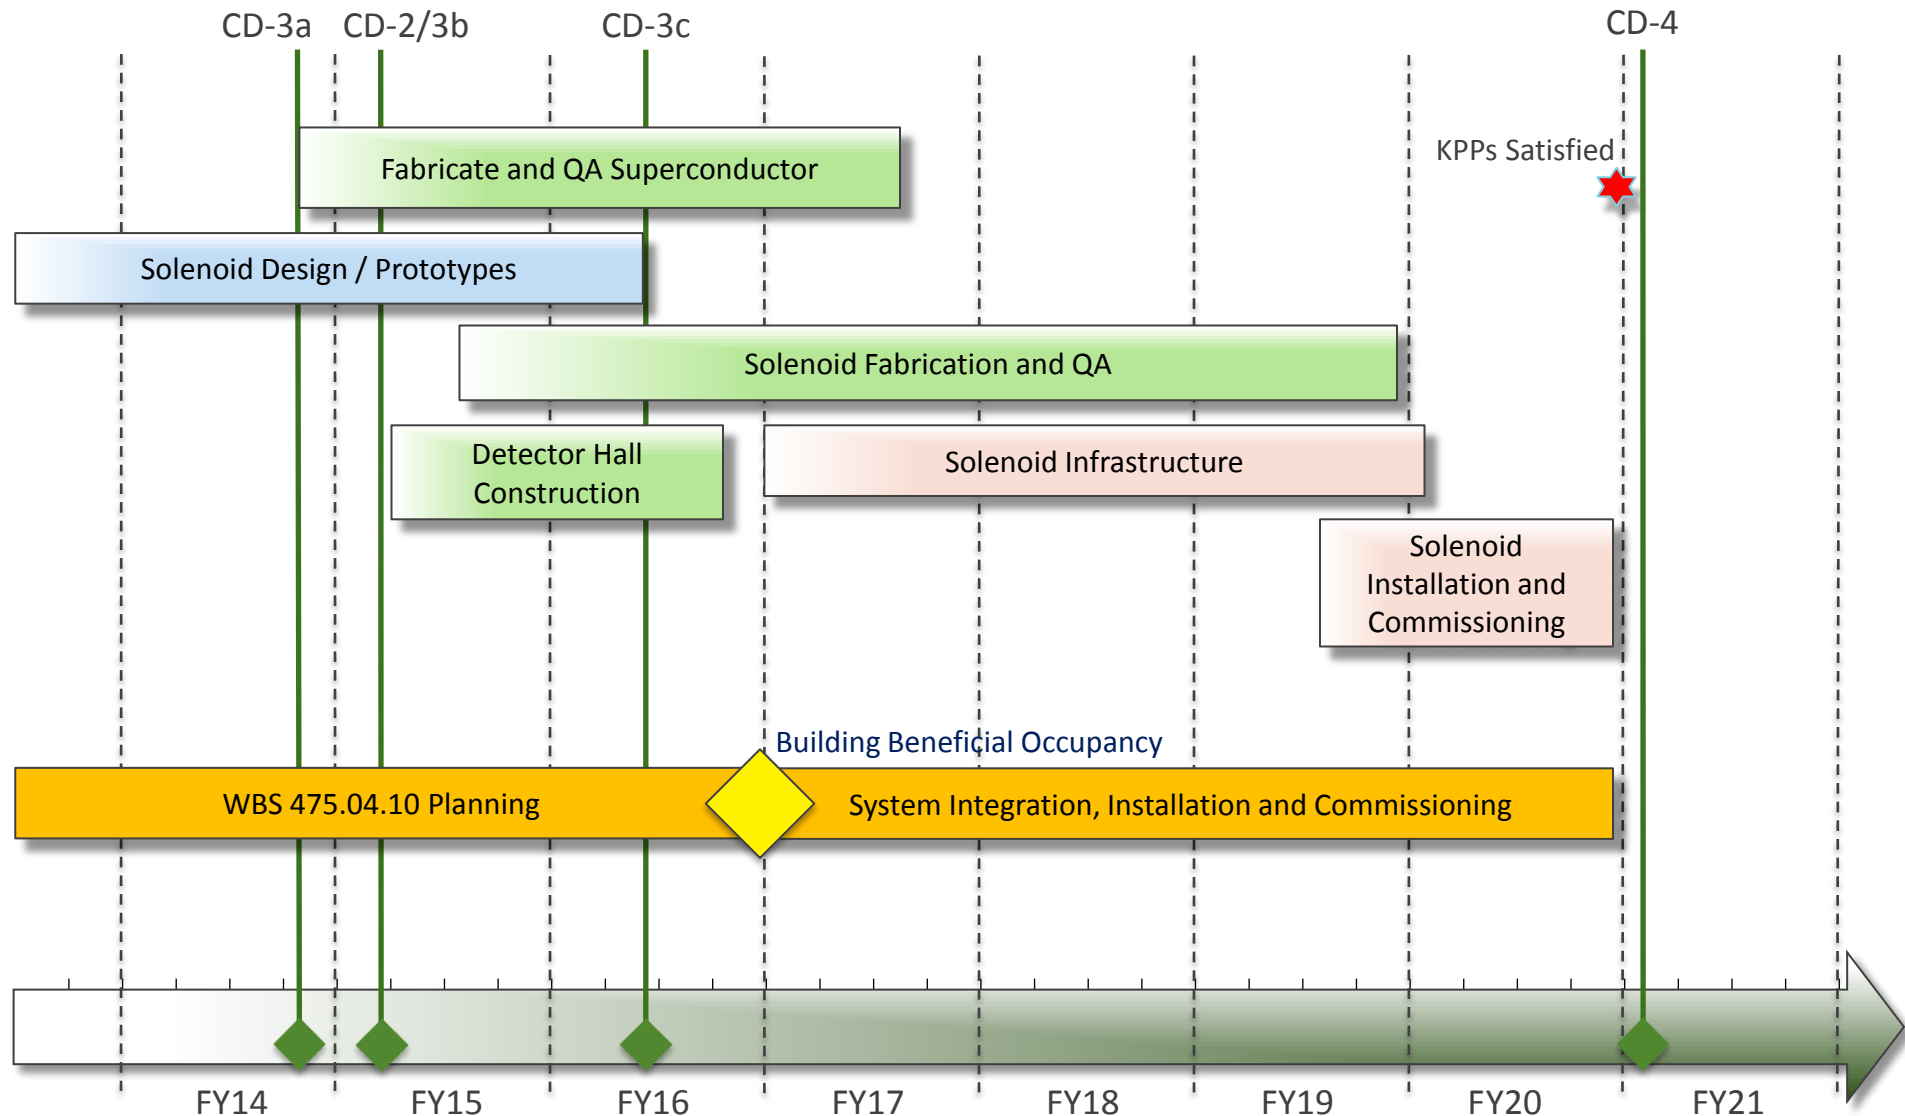 CD-3a
CD-2/3b
CD-3c
CD-4
Fabricate and QA Superconductor
KPPs Satisfied
Solenoid Design / Prototypes
Solenoid Fabrication and QA
Detector Hall
Construction
Solenoid Infrastructure
Solenoid
Installation and
Commissioning
Building Beneficial Occupancy
WBS 475.04.10 Planning
System Integration, Installation and Commissioning
FY14
FY15
FY16
FY17
FY18
FY19
FY20
FY21